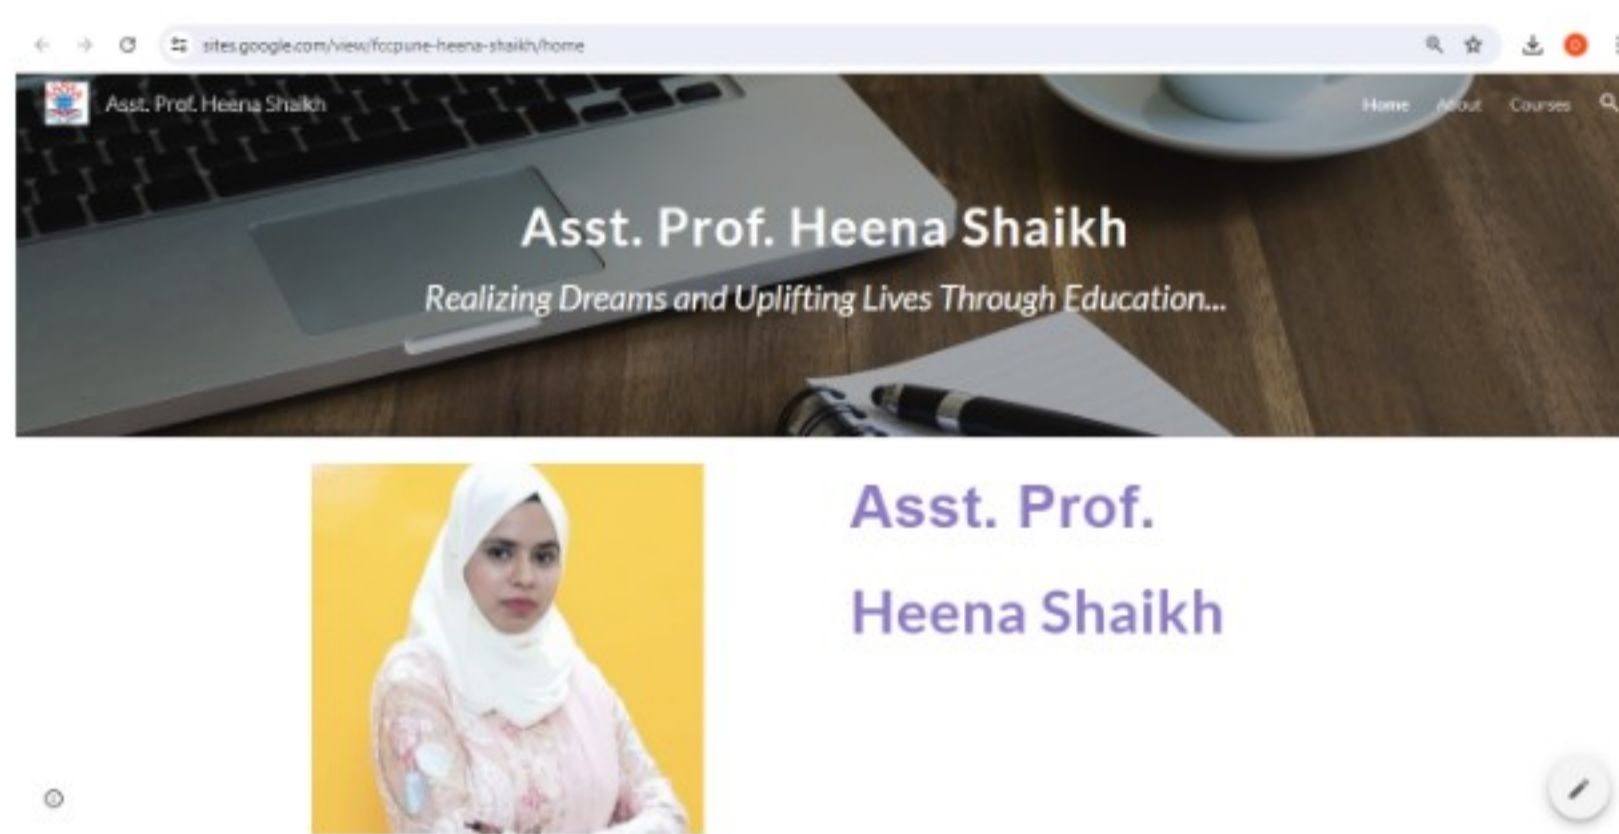 sites.google.com/view/fccpune-heena-shaikh/home
Asst. Prof. Heena Shaikh
Home About Courses
Asst. Prof. Heena Shaikh
Realizing Dreams and Uplifting Lives Through Education...
Asst. Prof.
Heena Shaikh